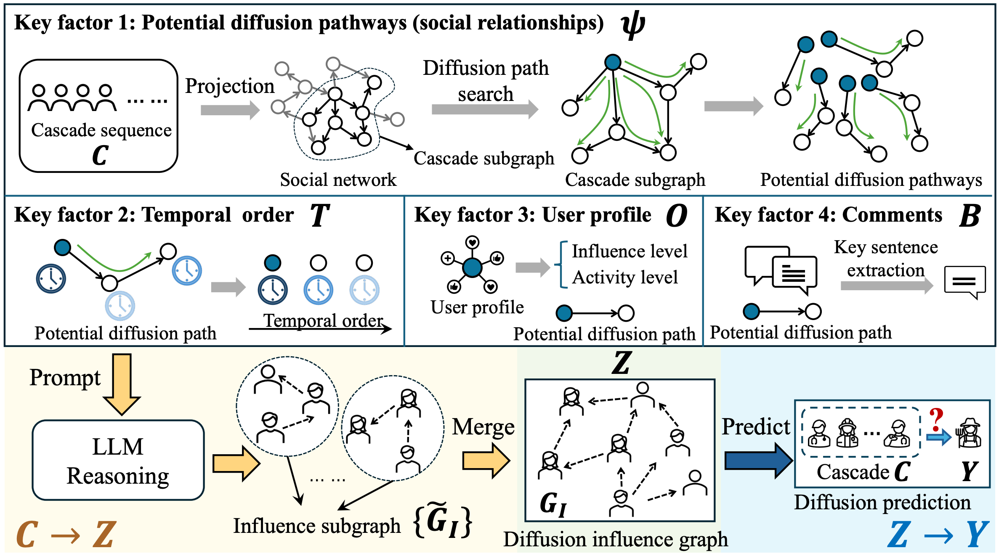 Key factor 1: Potential diffusion pathways (social relationships) ψ
Cascade sequence
C
... ...
Projection
Social network
Cascade subgraph
Diffusion path
search
Cascade subgraph
Potential diffusion pathways
Key factor 2: Temporal order T
Potential diffusion path
Temporal order
Key factor 3: User profile O
User profile
Influence level
Activity level
Potential diffusion path
Key factor 4: Comments B
Key sentence
extraction
Potential diffusion path
Prompt
LLM
Reasoning
C → Z
... ...
Influence subgraph {G̃_I}
Merge
Z
G_I
Diffusion influence graph
Predict
...
?
Cascade C
Y
Diffusion prediction
Z → Y